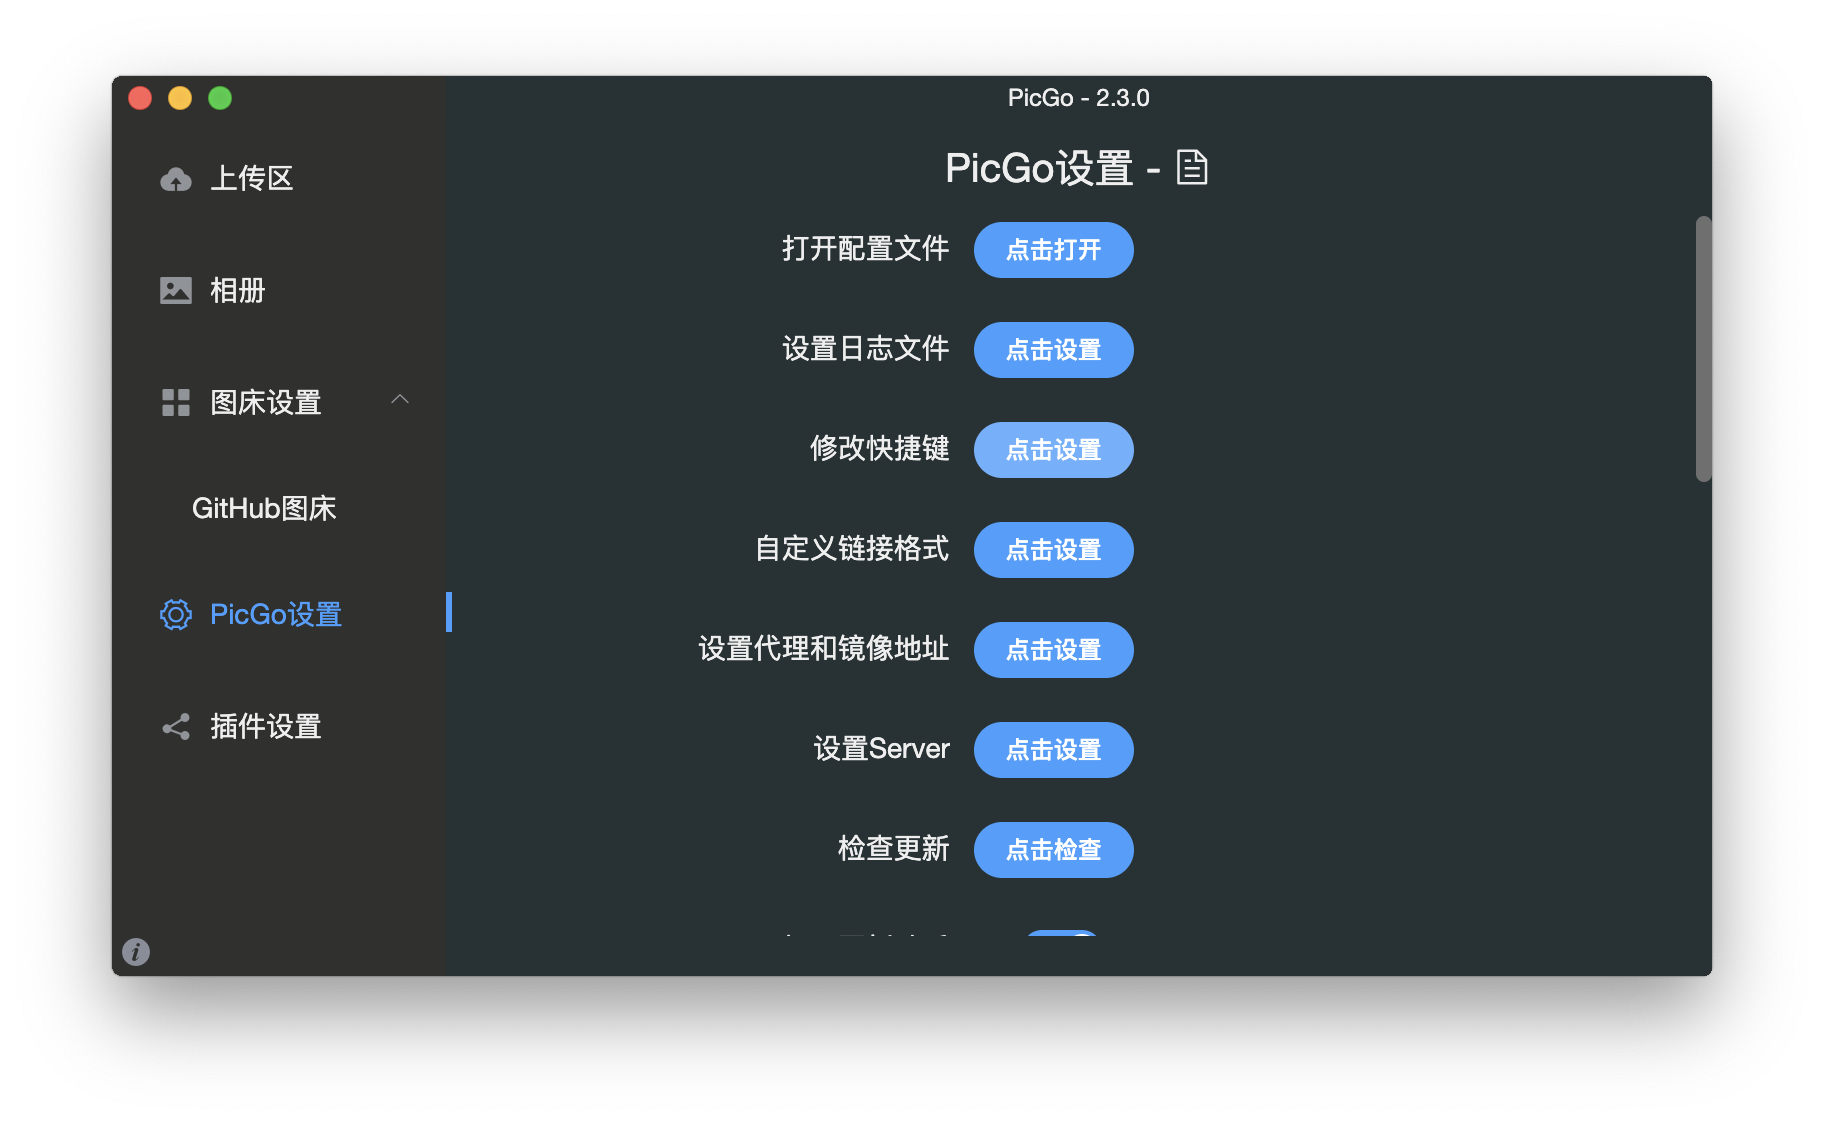 PicGo - 2.3.0
上传区
相册
图床设置
GitHub图床
PicGo设置
插件设置
PicGo设置 -
打开配置文件 点击打开
设置日志文件 点击设置
修改快捷键 点击设置
自定义链接格式 点击设置
设置代理和镜像地址 点击设置
设置Server 点击设置
检查更新 点击检查